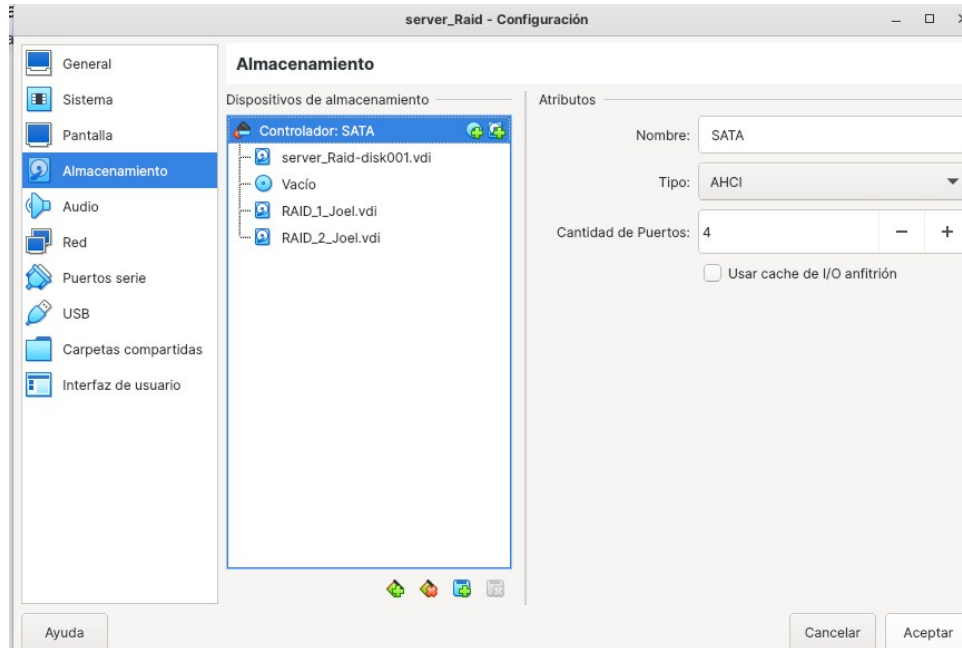 server_Raid - Configuración
General
Sistema
Pantalla
Almacenamiento
Audio
Red
Puertos serie
USB
Carpetas compartidas
Interfaz de usuario
Almacenamiento
Dispositivos de almacenamiento
Controlador: SATA
server_Raid-disk001.vdi
Vacío
RAID_1_Joel.vdi
RAID_2_Joel.vdi
Atributos
Nombre: SATA
Tipo: AHCI
Cantidad de Puertos: 4
Usar cache de I/O anfitrión
Ayuda
Cancelar
Aceptar